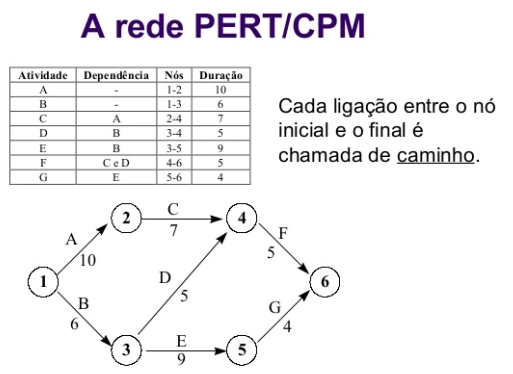 A rede PERT/CPM
Atividade Dependência Nós Duração
A - 1-2 10
B - 1-3 6
C A 2-4 7
D B 3-4 5
E B 3-5 9
F C e D 4-6 5
G E 5-6 4
Cada ligação entre o nó
inicial e o final é
chamada de caminho.
C
2 4
7
A F
10 5
D
1 6
5
B G
6 4
E
3 5
9